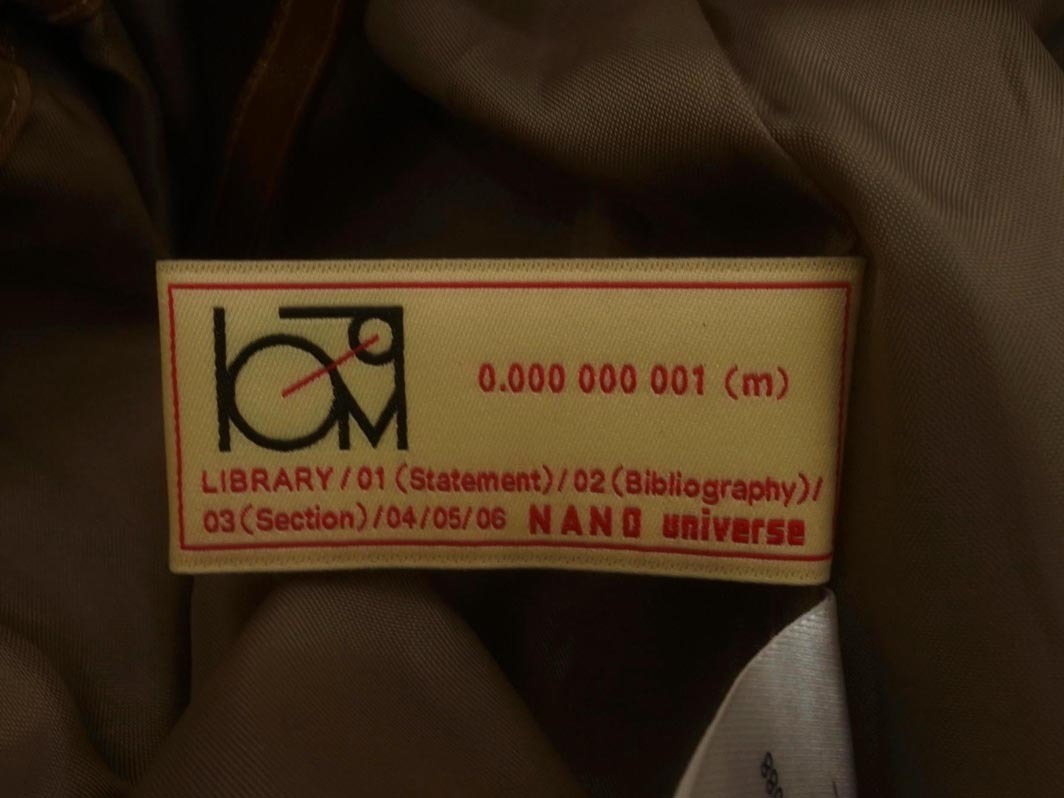 0.000 000 001 (m)
LIBRARY/01(Statement)/02(Bibliography)/
03(Section)/04/05/06 NANO universe